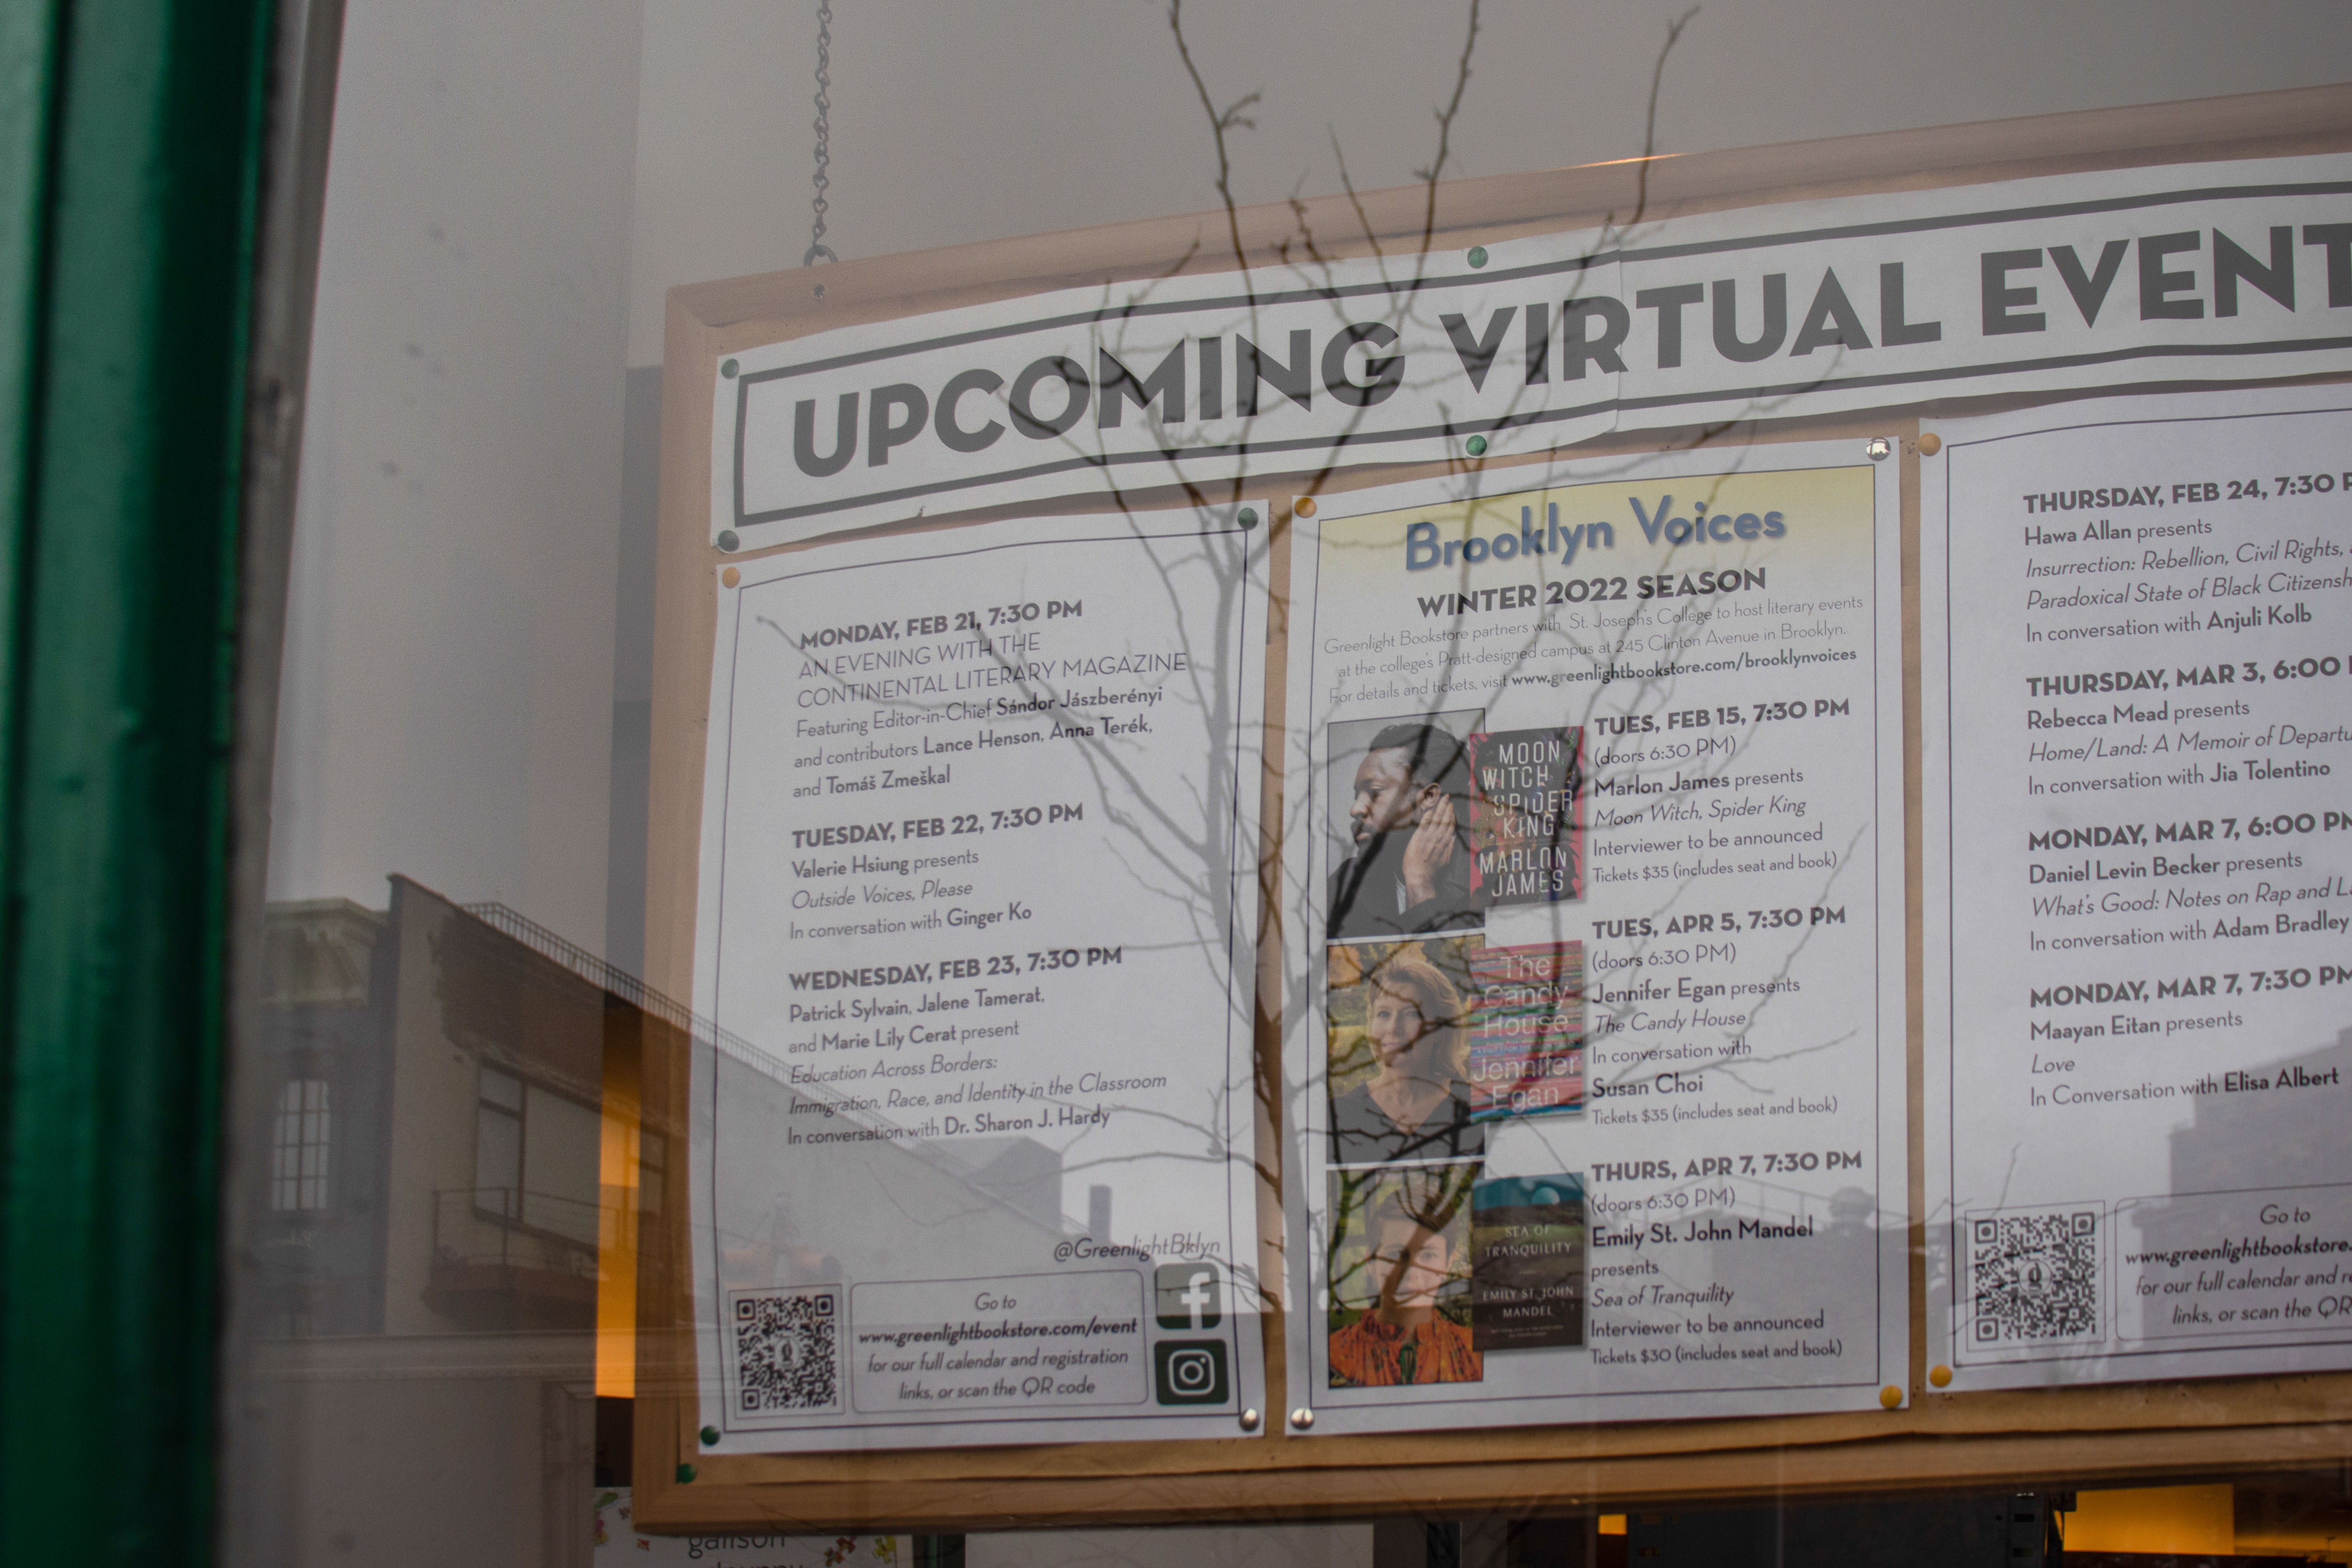 UPCOMING VIRTUAL EVENT
MONDAY, FEB 21, 7:30 PM
AN EVENING WITH THE
CONTINENTAL LITERARY MAGAZINE
Featuring Editor-in-Chief Sándor Jászberényi
and contributors Lance Henson, Anna Terék,
and Tomáš Zmeškal
TUESDAY, FEB 22, 7:30 PM
Valerie Hsiung presents
Outside Voices, Please
In conversation with Ginger Ko
WEDNESDAY, FEB 23, 7:30 PM
Patrick Sylvain, Jalene Tamerat,
and Marie Lily Cerat present
Education Across Borders:
Immigration, Race, and Identity in the Classroom
In conversation with Dr. Sharon J. Hardy
@GreenlightBklyn
Go to
www.greenlightbookstore.com/event
for our full calendar and registration
links, or scan the QR code
Brooklyn Voices
WINTER 2022 SEASON
Greenlight Bookstore partners with St. Joseph's College to host literary events
at the college's Pratt-designed campus at 245 Clinton Avenue in Brooklyn.
For details and tickets, visit www.greenlightbookstore.com/brooklynvoices
MOON
WITCH
SPIDER
KING
MARLON
JAMES
TUES, FEB 15, 7:30 PM
(doors 6:30 PM)
Marlon James presents
Moon Witch, Spider King
Interviewer to be announced
Tickets $35 (includes seat and book)
The
Candy
House
Jennifer
Egan
TUES, APR 5, 7:30 PM
(doors 6:30 PM)
Jennifer Egan presents
The Candy House
In conversation with
Susan Choi
Tickets $35 (includes seat and book)
SEA OF
TRANQUILITY
EMILY ST. JOHN
MANDEL
THURS, APR 7, 7:30 PM
(doors 6:30 PM)
Emily St. John Mandel
presents
Sea of Tranquility
Interviewer to be announced
Tickets $30 (includes seat and book)
THURSDAY, FEB 24, 7:30 P
Hawa Allan presents
Insurrection: Rebellion, Civil Rights,
Paradoxical State of Black Citizensh
In conversation with Anjuli Kolb
THURSDAY, MAR 3, 6:00
Rebecca Mead presents
Home/Land: A Memoir of Departu
In conversation with Jia Tolentino
MONDAY, MAR 7, 6:00 PM
Daniel Levin Becker presents
What's Good: Notes on Rap and La
In conversation with Adam Bradley
MONDAY, MAR 7, 7:30 PM
Maayan Eitan presents
Love
In Conversation with Elisa Albert
Go to
www.greenlightbookstore.
for our full calendar and re
links, or scan the QR
galison